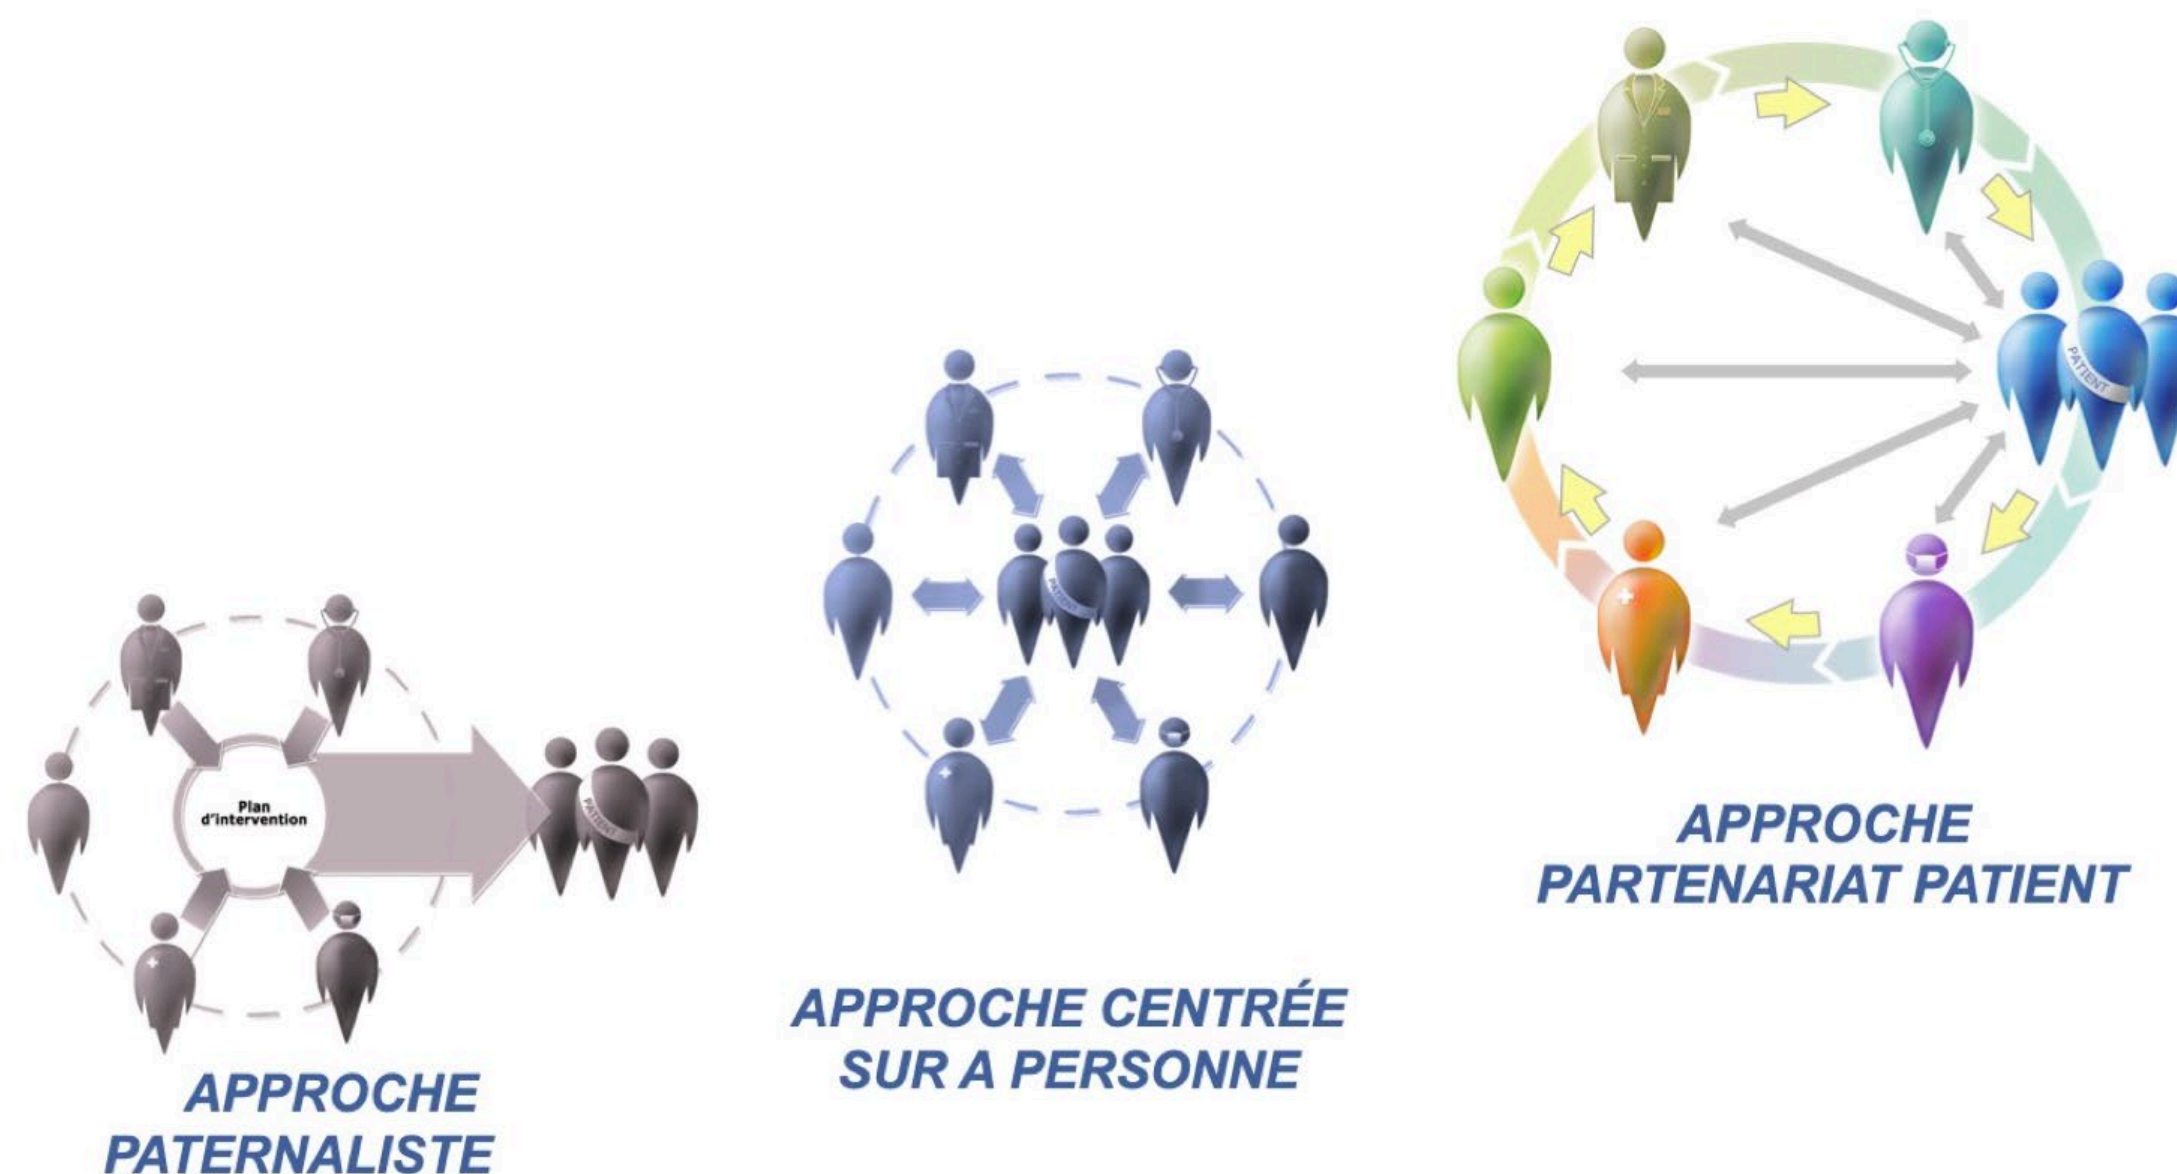 PATIENT
PATIENT
Plan
d'intervention
PATIENT
APPROCHE
PARTENARIAT PATIENT
APPROCHE CENTRÉE
SUR A PERSONNE
APPROCHE
PATERNALISTE